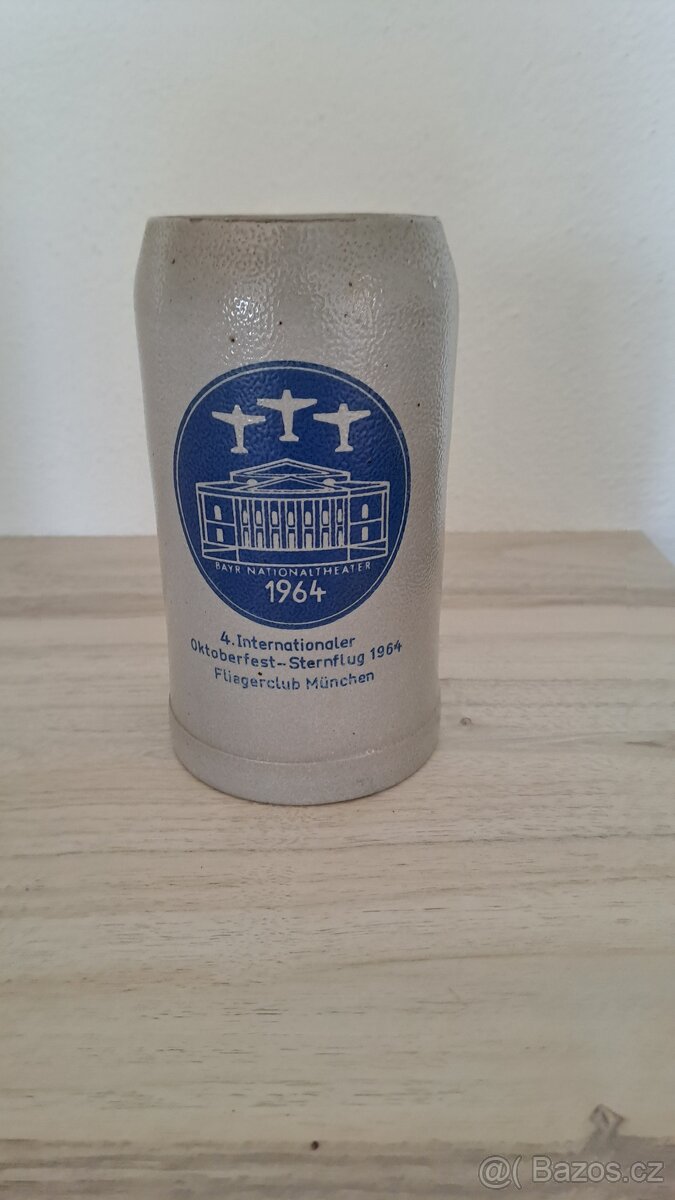 BAYR NATIONALTHEATER
1964
4. Internationaler
Oktoberfest-Sternflug 1964
Fliegerclub München
@( Bazos.cz